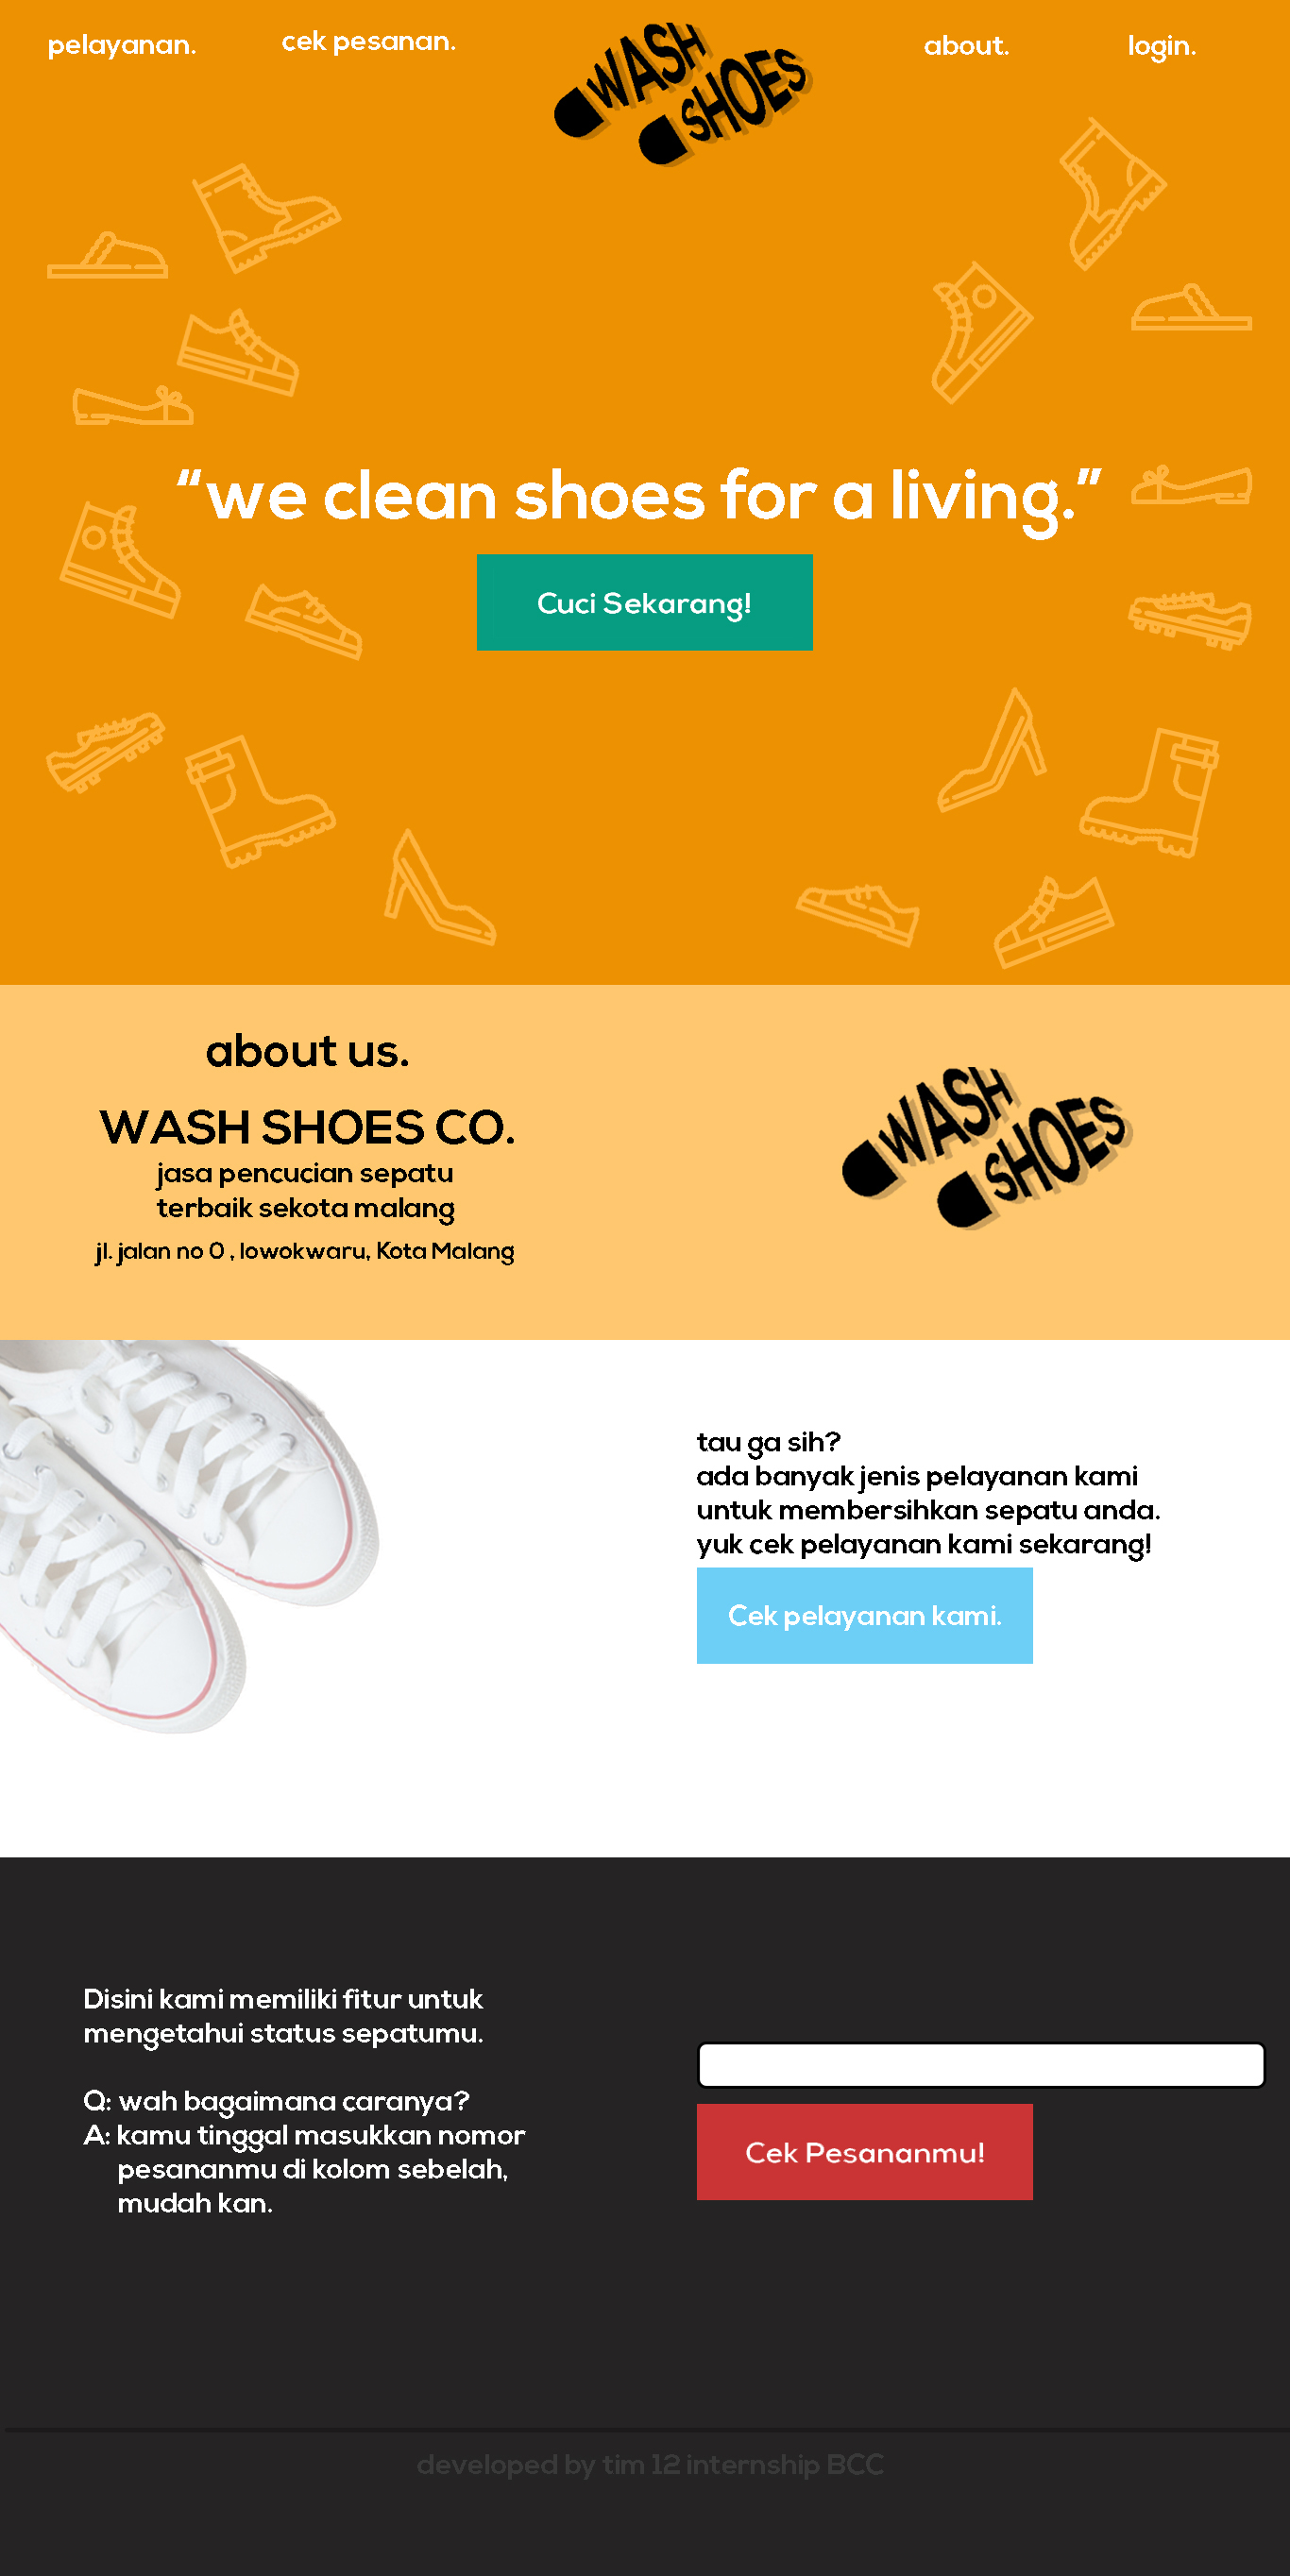 pelayanan.
cek pesanan.
WASH
SHOES
about.
login.
“we clean shoes for a living.”
Cuci Sekarang!
about us.
WASH SHOES CO.
jasa pencucian sepatu
terbaik sekota malang
jl. jalan no 0 , lowokwaru, Kota Malang
WASH
SHOES
tau ga sih?
ada banyak jenis pelayanan kami
untuk membersihkan sepatu anda.
yuk cek pelayanan kami sekarang!
Cek pelayanan kami.
Disini kami memiliki fitur untuk
mengetahui status sepatumu.
Q: wah bagaimana caranya?
A: kamu tinggal masukkan nomor
pesananmu di kolom sebelah,
mudah kan.
Cek Pesananmu!
developed by tim 12 internship BCC